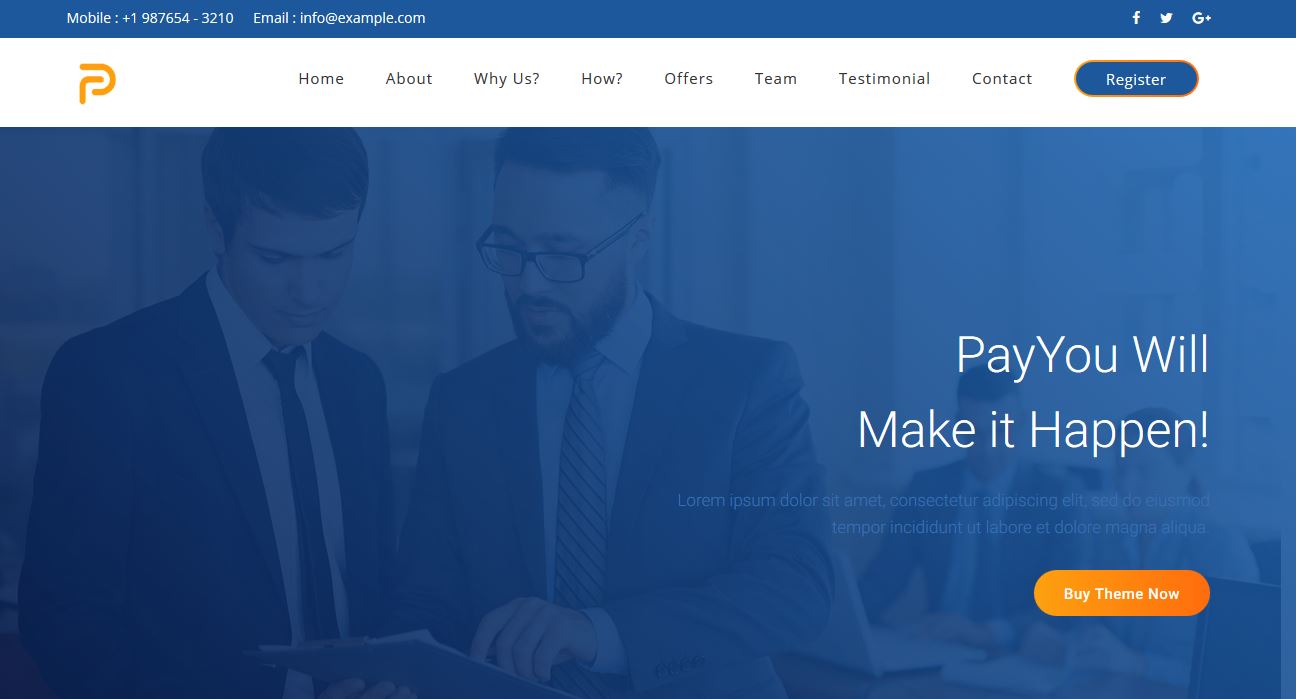 Mobile : +1 987654 - 3210 Email : info@example.com
Home About Why Us? How? Offers Team Testimonial Contact Register
PayYou Will
Make it Happen!
Lorem ipsum dolor sit amet, consectetur adipiscing elit, sed do eiusmod
tempor incididunt ut labore et dolore magna aliqua.
Buy Theme Now